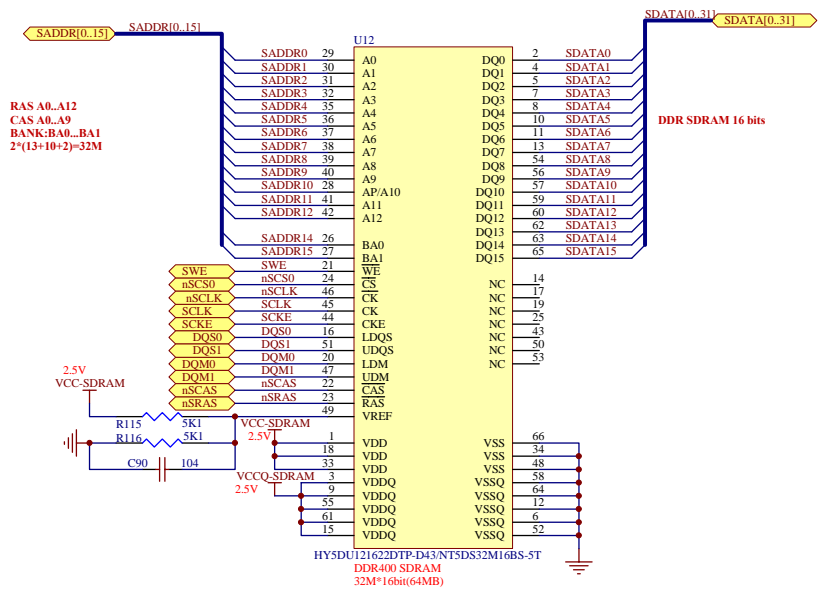 SADDR[0..15]
SADDR[0..15]
SDATA[0..31]
SDATA[0..31]
U12
RAS A0..A12
CAS A0..A9
BANK:BA0...BA1
2*(13+10+2)=32M
DDR SDRAM 16 bits
SADDR0 29 A0 DQ0 2 SDATA0
SADDR1 30 A1 DQ1 4 SDATA1
SADDR2 31 A2 DQ2 5 SDATA2
SADDR3 32 A3 DQ3 7 SDATA3
SADDR4 35 A4 DQ4 8 SDATA4
SADDR5 36 A5 DQ5 10 SDATA5
SADDR6 37 A6 DQ6 11 SDATA6
SADDR7 38 A7 DQ7 13 SDATA7
SADDR8 39 A8 DQ8 54 SDATA8
SADDR9 40 A9 DQ9 56 SDATA9
SADDR10 28 AP/A10 DQ10 57 SDATA10
SADDR11 41 A11 DQ11 59 SDATA11
SADDR12 42 A12 DQ12 60 SDATA12
DQ13 62 SDATA13
SADDR14 26 BA0 DQ14 63 SDATA14
SADDR15 27 BA1 DQ15 65 SDATA15
SWE SWE 21 WE
nSCS0 nSCS0 24 CS NC 14
nSCLK nSCLK 46 CK NC 17
SCLK SCLK 45 CK NC 19
SCKE SCKE 44 CKE NC 25
DQS0 DQS0 16 LDQS NC 43
DQS1 DQS1 51 UDQS NC 50
DQM0 DQM0 20 LDM NC 53
DQM1 DQM1 47 UDM
nSCAS nSCAS 22 CAS
nSRAS nSRAS 23 RAS
49 VREF
2.5V
VCC-SDRAM
R115 5K1
R116 5K1
C90 104
VCC-SDRAM
2.5V
VCCQ-SDRAM
2.5V
1 VDD VSS 66
18 VDD VSS 34
33 VDD VSS 48
3 VDDQ VSSQ 58
9 VDDQ VSSQ 64
55 VDDQ VSSQ 12
61 VDDQ VSSQ 6
15 VDDQ VSSQ 52
HY5DU121622DTP-D43/NT5DS32M16BS-5T
DDR400 SDRAM
32M*16bit(64MB)